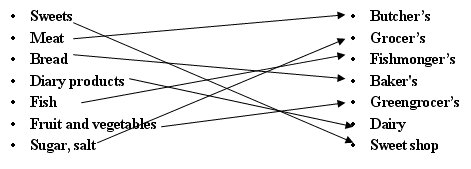 • Sweets • Butcher’s
• Meat • Grocer’s
• Bread • Fishmonger’s
• Diary products • Baker's
• Fish • Greengrocer’s
• Fruit and vegetables • Dairy
• Sugar, salt • Sweet shop